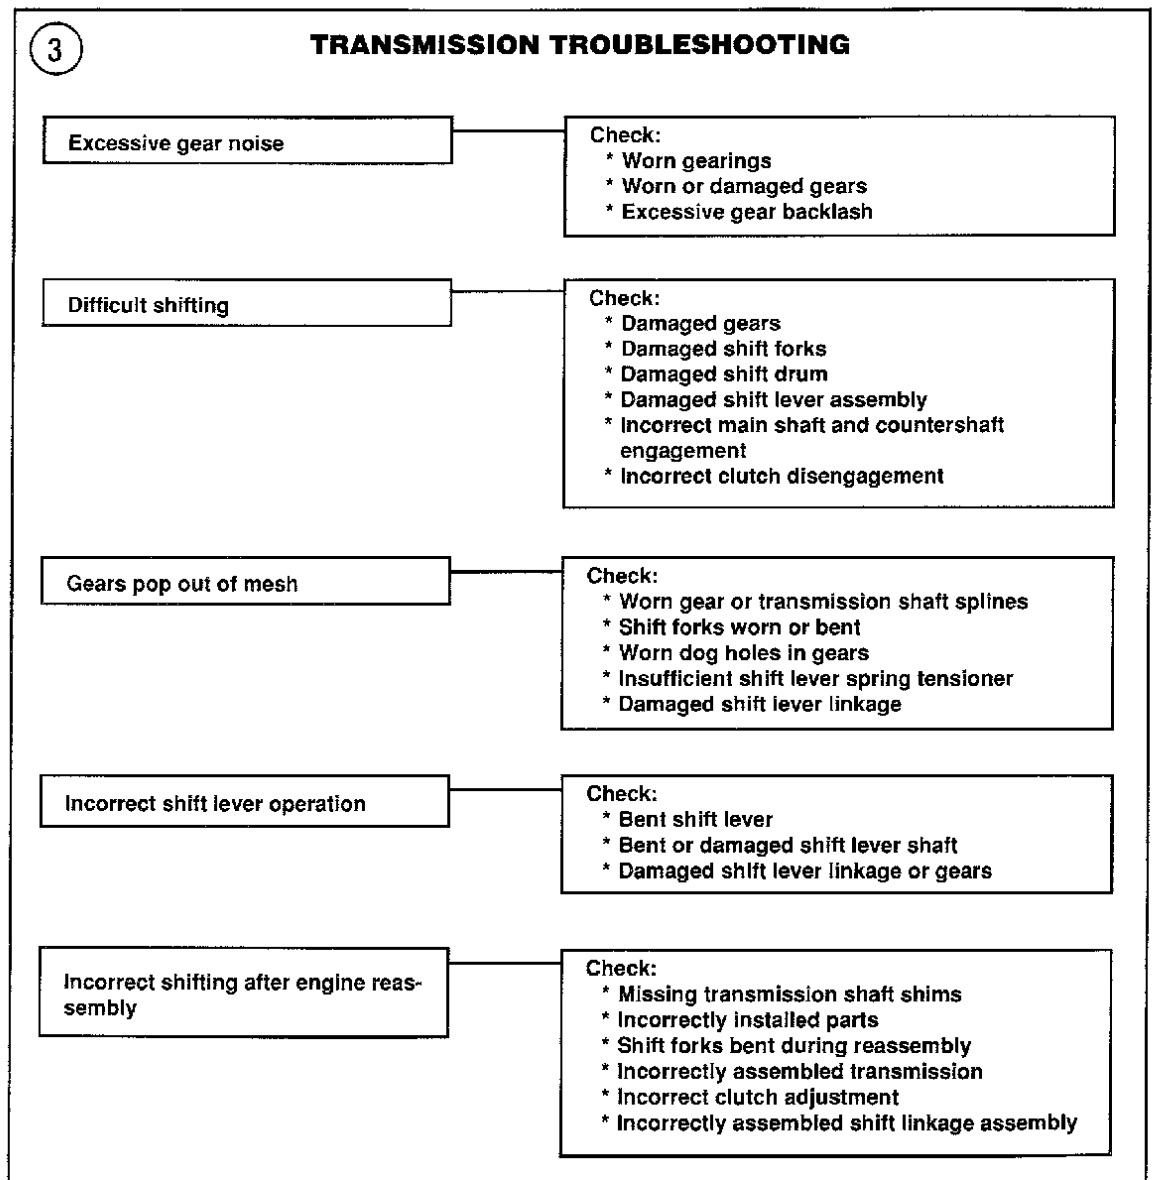 3
TRANSMISSION TROUBLESHOOTING
Excessive gear noise
Check:
* Worn gearings
* Worn or damaged gears
* Excessive gear backlash
Difficult shifting
Check:
* Damaged gears
* Damaged shift forks
* Damaged shift drum
* Damaged shift lever assembly
* Incorrect main shaft and countershaft
engagement
* Incorrect clutch disengagement
Gears pop out of mesh
Check:
* Worn gear or transmission shaft splines
* Shift forks worn or bent
* Worn dog holes in gears
* Insufficient shift lever spring tensioner
* Damaged shift lever linkage
Incorrect shift lever operation
Check:
* Bent shift lever
* Bent or damaged shift lever shaft
* Damaged shift lever linkage or gears
Incorrect shifting after engine reas-
sembly
Check:
* Missing transmission shaft shims
* Incorrectly installed parts
* Shift forks bent during reassembly
* Incorrectly assembled transmission
* Incorrect clutch adjustment
* Incorrectly assembled shift linkage assembly